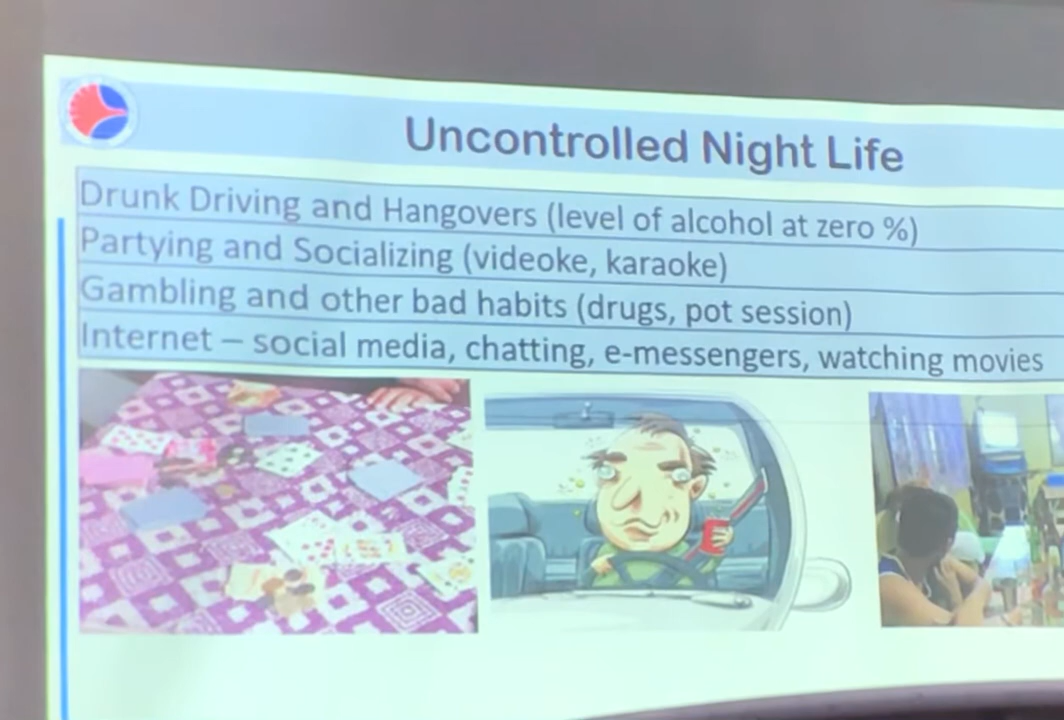 Uncontrolled Night Life
Drunk Driving and Hangovers (level of alcohol at zero %)
Partying and Socializing (videoke, karaoke)
Gambling and other bad habits (drugs, pot session)
Internet – social media, chatting, e-messengers, watching movies